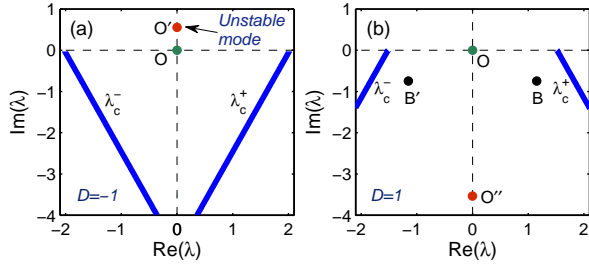 (a)
O′
Unstable
mode
O
λc−
λc+
D=−1
Im(λ)
1
0
−1
−2
−3
−4
−2
−1
0
1
2
Re(λ)
(b)
O
λc−
B′
B
λc+
O′′
D=1
Im(λ)
1
0
−1
−2
−3
−4
−2
−1
0
1
2
Re(λ)